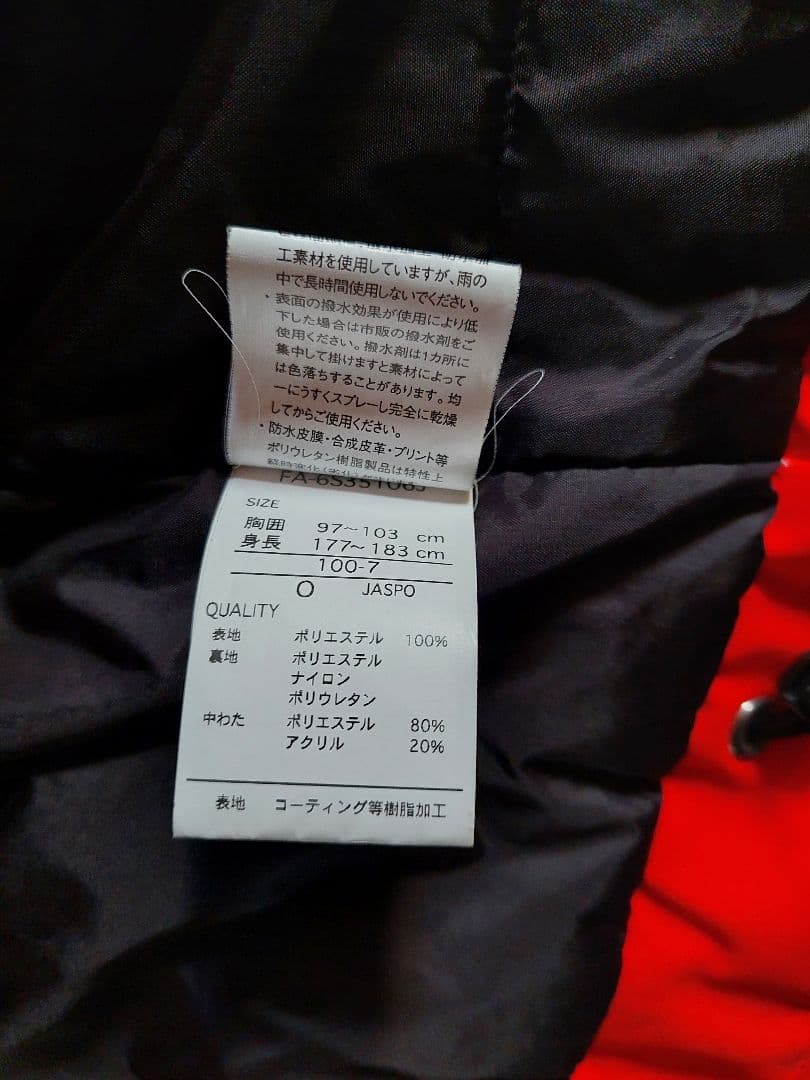 工素材を使用していますが、雨の
中で長時間使用しないでください。
・表面の撥水効果が使用により低
下した場合は市販の撥水剤をご
使用ください。撥水剤は1カ所に
集中して掛けますと素材によって
は色落ちすることがあります。均
一にうすくスプレーし完全に乾燥
してからご使用ください。
・防水皮膜・合成皮革・プリント等
ポリウレタン樹脂製品は特性上
SIZE
胸囲 97～103 cm
身長 177～183 cm
100-7
O JASPO
QUALITY
表地 ポリエステル 100%
裏地 ポリエステル
ナイロン
ポリウレタン
中わた ポリエステル 80%
アクリル 20%
表地 コーティング等樹脂加工